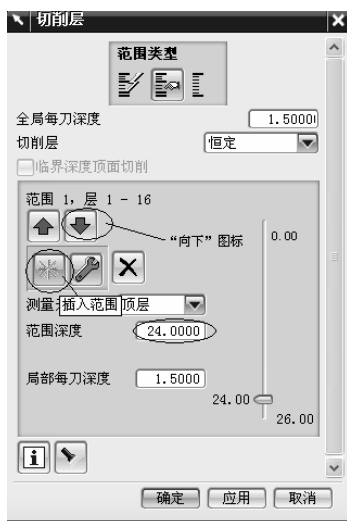 切削层
范围类型
全局每刀深度 1.5000
切削层 恒定
临界深度顶面切削
范围 1, 层 1 - 16
“向下”图标
0.00
插入范围
测量 顶层
范围深度 24.0000
局部每刀深度 1.5000
24.00
26.00
确定 应用 取消